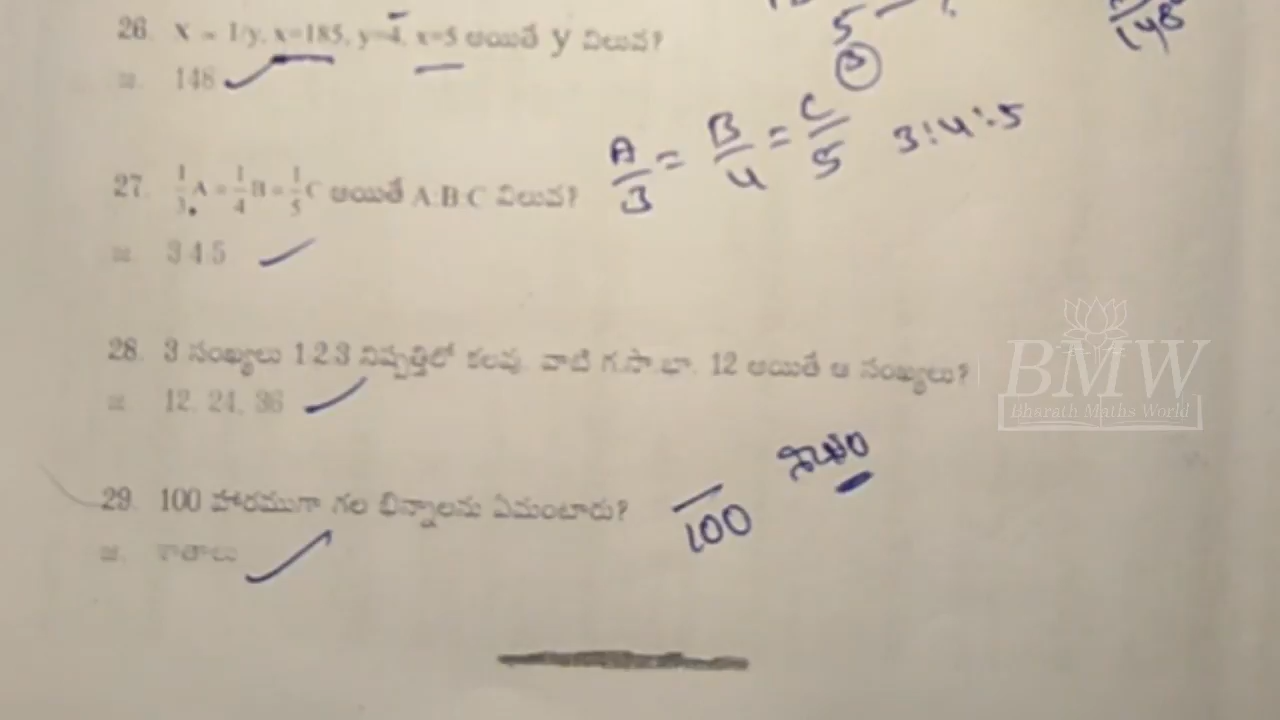 26. X ~ 1/y, x=185, y=4, x=5 అయితే y విలువ?
జ. 148
5
27. 1/3 A = 1/4 B = 1/5 C అయితే A:B:C విలువ?
A/3 = B/4 = C/5 3:4:5
జ. 3:4:5
28. 3 సంఖ్యలు 1:2:3 నిష్పత్తిలో కలవు. వాటి గ.సా.భా. 12 అయితే ఆ సంఖ్యలు?
జ. 12, 24, 36
BMW
Bharath Maths World
29. 100 హారముగా గల భిన్నాలను ఏమంటారు?
100
జ. శాతాలు